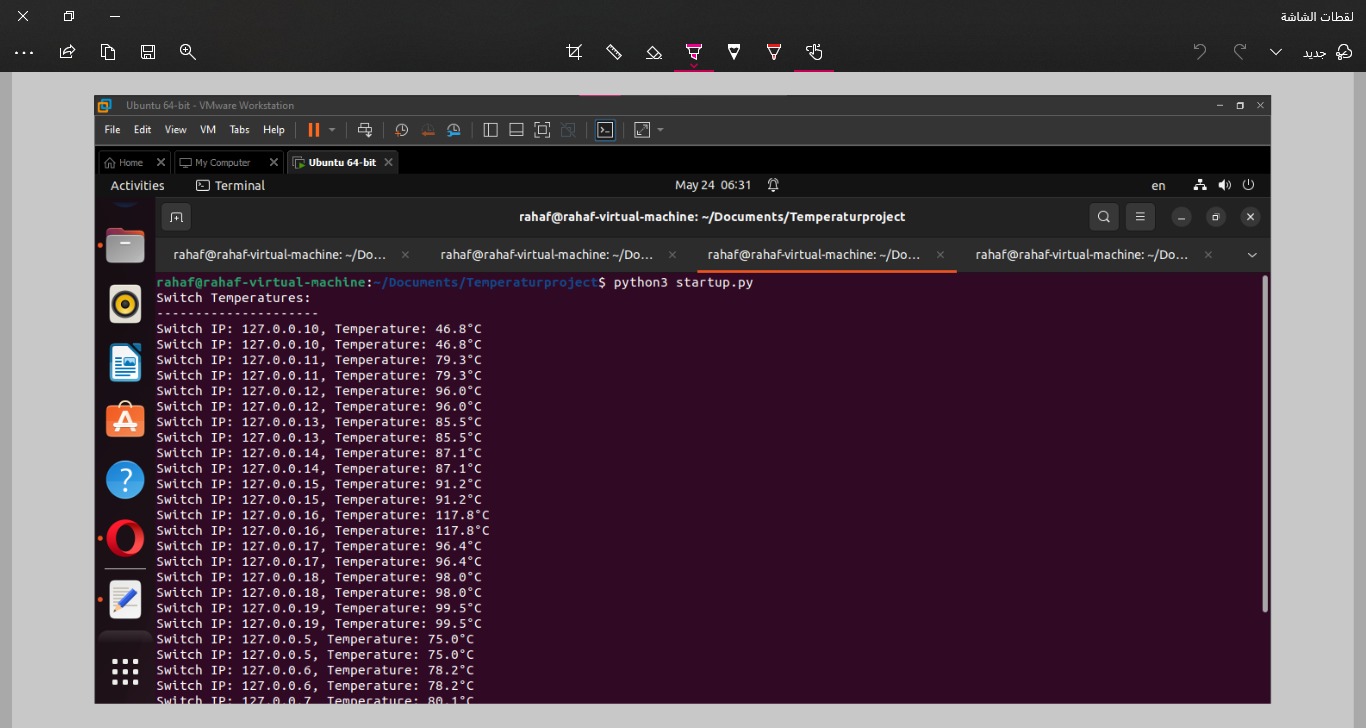 لقطات الشاشة
جديد
Ubuntu 64-bit - VMware Workstation
File Edit View VM Tabs Help
Home My Computer Ubuntu 64-bit
Activities Terminal May 24 06:31 en
rahaf@rahaf-virtual-machine: ~/Documents/Temperaturproject
rahaf@rahaf-virtual-machine: ~/Do... rahaf@rahaf-virtual-machine: ~/Do... rahaf@rahaf-virtual-machine: ~/Do... rahaf@rahaf-virtual-machine: ~/Do...
rahaf@rahaf-virtual-machine:~/Documents/Temperaturproject$ python3 startup.py
Switch Temperatures:
---------------------
Switch IP: 127.0.0.10, Temperature: 46.8°C
Switch IP: 127.0.0.10, Temperature: 46.8°C
Switch IP: 127.0.0.11, Temperature: 79.3°C
Switch IP: 127.0.0.11, Temperature: 79.3°C
Switch IP: 127.0.0.12, Temperature: 96.0°C
Switch IP: 127.0.0.12, Temperature: 96.0°C
Switch IP: 127.0.0.13, Temperature: 85.5°C
Switch IP: 127.0.0.13, Temperature: 85.5°C
Switch IP: 127.0.0.14, Temperature: 87.1°C
Switch IP: 127.0.0.14, Temperature: 87.1°C
Switch IP: 127.0.0.15, Temperature: 91.2°C
Switch IP: 127.0.0.15, Temperature: 91.2°C
Switch IP: 127.0.0.16, Temperature: 117.8°C
Switch IP: 127.0.0.16, Temperature: 117.8°C
Switch IP: 127.0.0.17, Temperature: 96.4°C
Switch IP: 127.0.0.17, Temperature: 96.4°C
Switch IP: 127.0.0.18, Temperature: 98.0°C
Switch IP: 127.0.0.18, Temperature: 98.0°C
Switch IP: 127.0.0.19, Temperature: 99.5°C
Switch IP: 127.0.0.19, Temperature: 99.5°C
Switch IP: 127.0.0.5, Temperature: 75.0°C
Switch IP: 127.0.0.5, Temperature: 75.0°C
Switch IP: 127.0.0.6, Temperature: 78.2°C
Switch IP: 127.0.0.6, Temperature: 78.2°C
Switch IP: 127.0.0.7, Temperature: 80.1°C